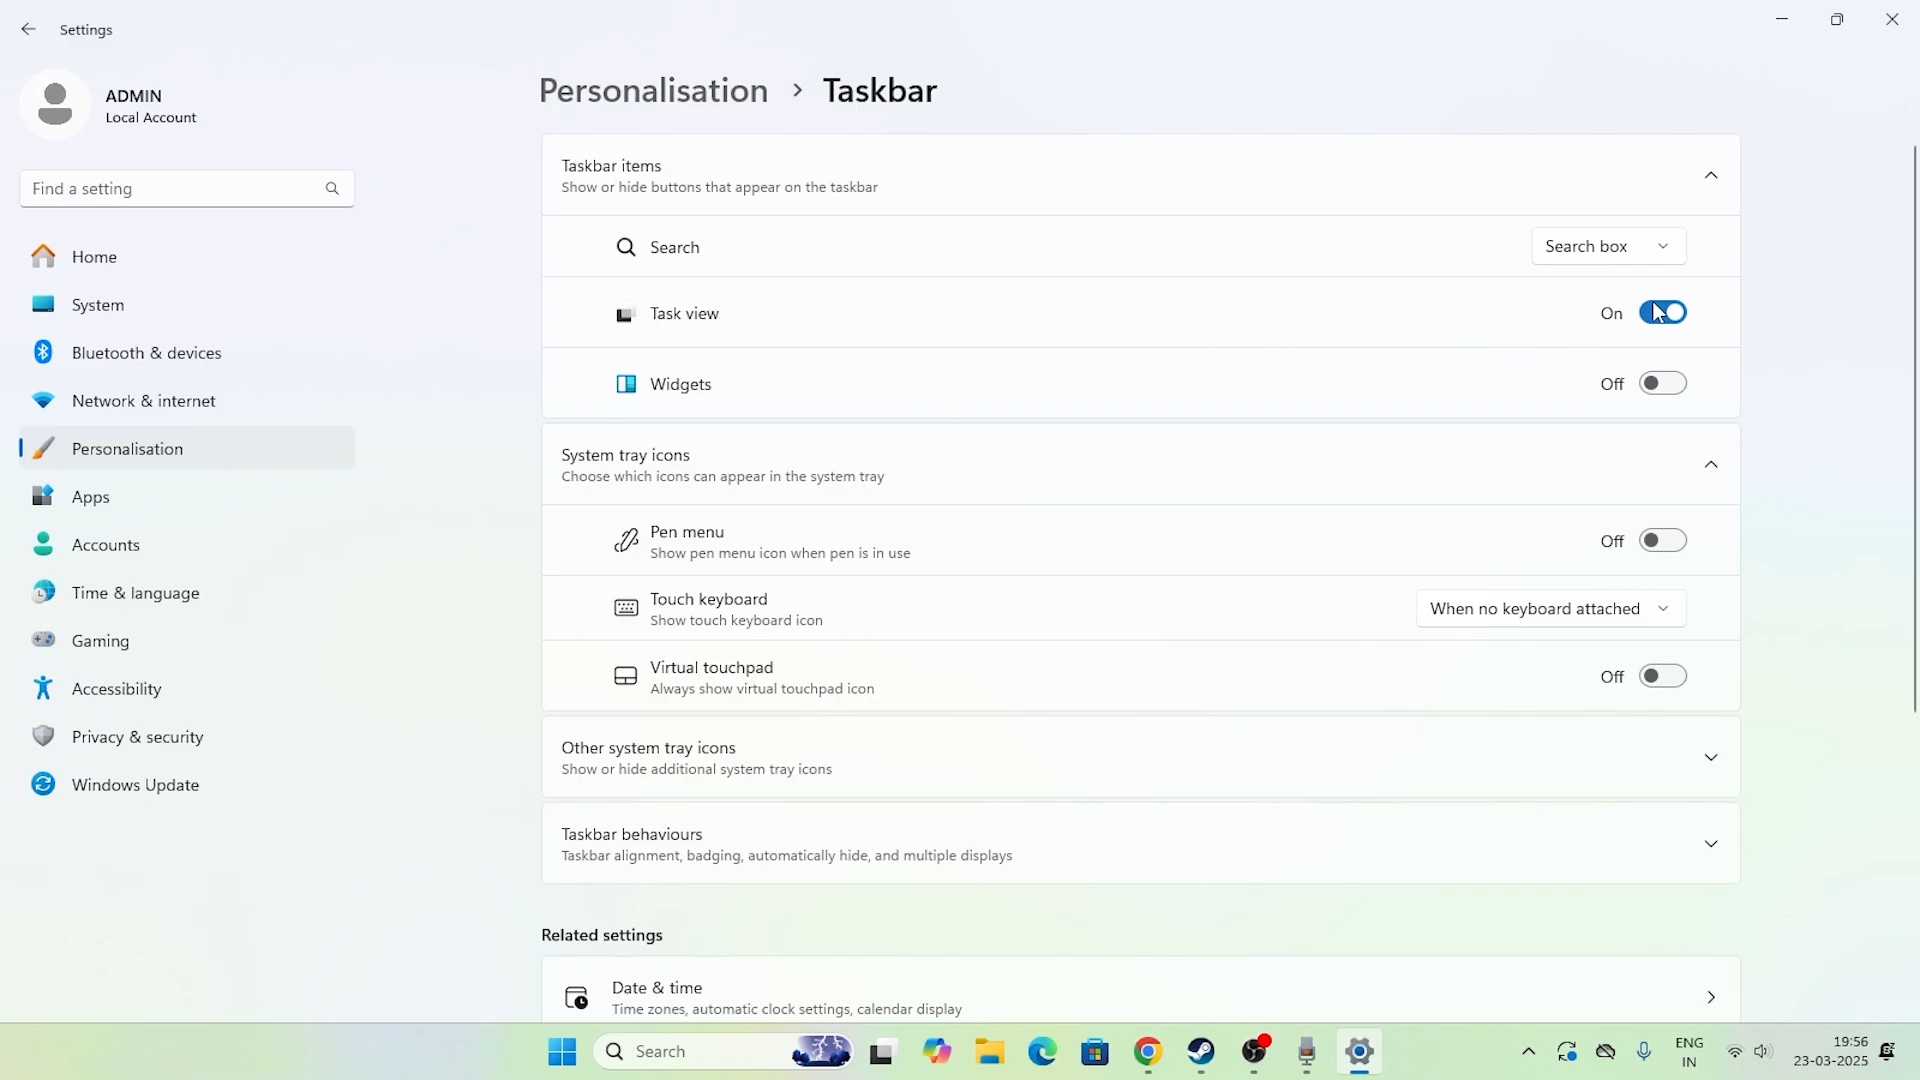 Settings
ADMIN
Local Account
Find a setting
Home
System
Bluetooth & devices
Network & internet
Personalisation
Apps
Accounts
Time & language
Gaming
Accessibility
Privacy & security
Windows Update
Personalisation > Taskbar
Taskbar items
Show or hide buttons that appear on the taskbar
Search
Search box
Task view
On
Widgets
Off
System tray icons
Choose which icons can appear in the system tray
Pen menu
Show pen menu icon when pen is in use
Off
Touch keyboard
Show touch keyboard icon
When no keyboard attached
Virtual touchpad
Always show virtual touchpad icon
Off
Other system tray icons
Show or hide additional system tray icons
Taskbar behaviours
Taskbar alignment, badging, automatically hide, and multiple displays
Related settings
Date & time
Time zones, automatic clock settings, calendar display
Search
ENG
IN
19:56
23-03-2025